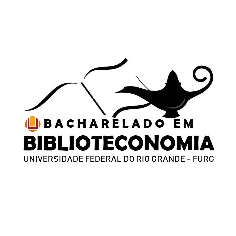 BACHARELADO EM
BIBLIOTECONOMIA
UNIVERSIDADE FEDERAL DO RIO GRANDE - FURG